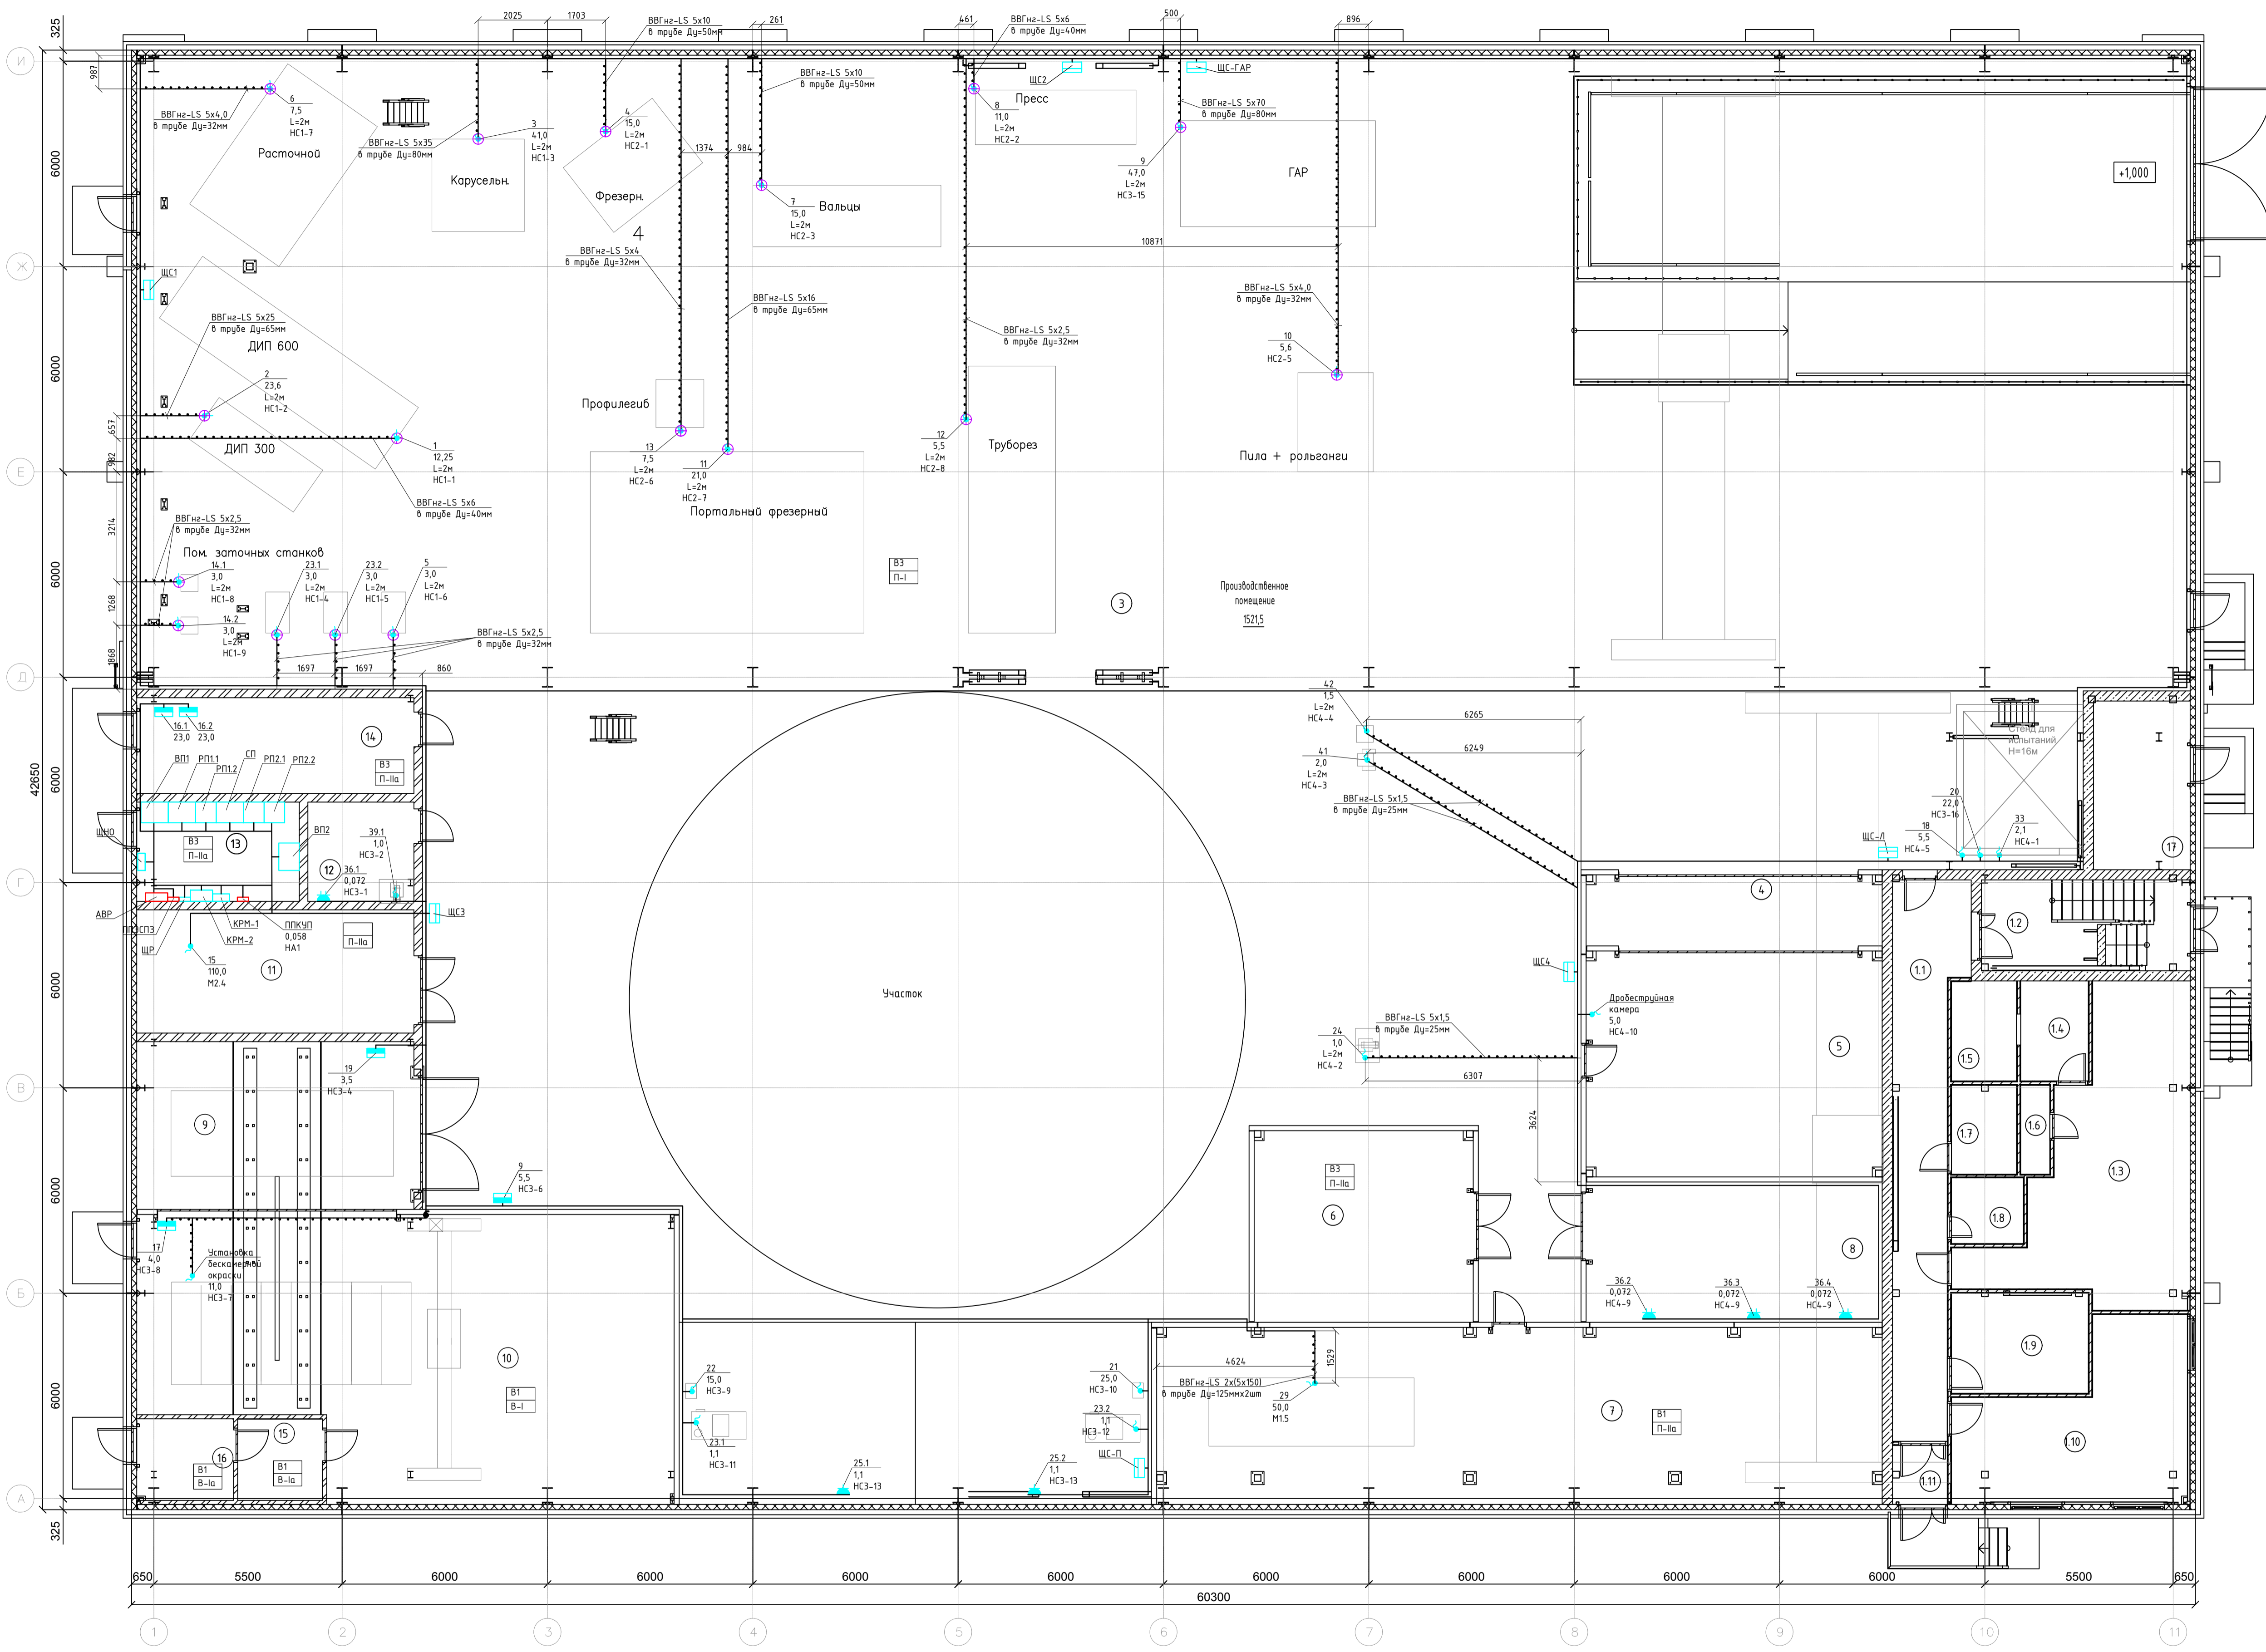 325
2025
1703
ВВГнг-LS 5х10
в трубе Ду=50мм
261
461
ВВГнг-LS 5х6
в трубе Ду=40мм
500
896
И
987
ВВГнг-LS 5х4,0
в трубе Ду=32мм
6
7,5
L=2м
НС1-7
Расточной
ВВГнг-LS 5х35
в трубе Ду=80мм
3
41,0
L=2м
НС1-3
Карусельн.
4
15,0
L=2м
НС2-1
Фрезерн.
4
1374
984
ВВГнг-LS 5х10
в трубе Ду=50мм
7
15,0
L=2м
НС2-3
Вальцы
ЩС2
Пресс
8
11,0
L=2м
НС2-2
ЩС-ГАР
ВВГнг-LS 5х70
в трубе Ду=80мм
9
47,0
L=2м
НС3-15
ГАР
+1,000
6000
Ж
ЩС1
ВВГнг-LS 5х4
в трубе Ду=32мм
ВВГнг-LS 5х16
в трубе Ду=65мм
10871
ВВГнг-LS 5х2,5
в трубе Ду=32мм
ВВГнг-LS 5х4,0
в трубе Ду=32мм
10
5,6
НС2-5
ВВГнг-LS 5х25
в трубе Ду=65мм
ДИП 600
2
23,6
L=2м
НС1-2
6000
657
982
ДИП 300
1
12,25
L=2м
НС1-1
Профилегиб
13
7,5
L=2м
НС2-6
11
21,0
L=2м
НС2-7
Портальный фрезерный
12
5,5
L=2м
НС2-8
Труборез
Пила + рольганги
Е
ВВГнг-LS 5х6
в трубе Ду=40мм
3214
ВВГнг-LS 5х2,5
в трубе Ду=32мм
Пом. заточных станков
14.1
3,0
L=2м
НС1-8
23.1
3,0
L=2м
НС1-4
23.2
3,0
L=2м
НС1-5
5
3,0
L=2м
НС1-6
6000
1268
14.2
3,0
L=2м
НС1-9
1868
ВВГнг-LS 5х2,5
в трубе Ду=32мм
1697
1697
860
В3
П-I
3
Производственное
помещение
1521,5
Д
16.1
23,0
16.2
23,0
14
В3
П-IIа
ВП1
РП1.1
РП1.2
СП
РП2.1
РП2.2
42650
6000
ЩНО
В3
П-IIа
13
ВП2
12
39.1
1,0
НС3-2
36.1
0,072
НС3-1
42
1,5
L=2м
НС4-4
6265
6249
41
2,0
L=2м
НС4-3
ВВГнг-LS 5х1,5
в трубе Ду=25мм
Стенд для
испытаний
Н=16м
20
22,0
НС3-16
18
5,5
НС4-5
33
2,1
НС4-1
ЩС-Л
17
Г
АВР
ЩР
КРМ-2
КРМ-1
ППКУП
0,058
НА1
П-IIа
15
110,0
М2.4
11
ЩС3
4
1.2
1.1
6000
Участок
ЩС4
Дробеструйная
камера
5,0
НС4-10
ВВГнг-LS 5х1,5
в трубе Ду=25мм
24
1,0
L=2м
НС4-2
6307
3624
5
1.4
1.5
19
3,5
НС3-4
В
9
1.7
1.6
1.3
6000
9
5,5
НС3-6
В3
П-IIа
6
1.8
8
17
4,0
НС3-8
Установка
бескамерной
окраски
11,0
НС3-7
36.2
0,072
НС4-9
36.3
0,072
НС4-9
36.4
0,072
НС4-9
Б
10
В1
В-I
22
15,0
НС3-9
23.1
1,1
НС3-11
21
25,0
НС3-10
23.2
1,1
НС3-12
ЩС-П
4624
1529
ВВГнг-LS 2х(5х150)
в трубе Ду=125ммх2шт
29
50,0
М1.5
7
В1
П-IIа
1.9
1.10
1.11
6000
15
16
В1
В-Iа
В1
В-Iа
25.1
1,1
НС3-13
25.2
1,1
НС3-13
А
325
650
5500
6000
6000
6000
6000
6000
6000
6000
6000
5500
650
60300
1
2
3
4
5
6
7
8
9
10
11